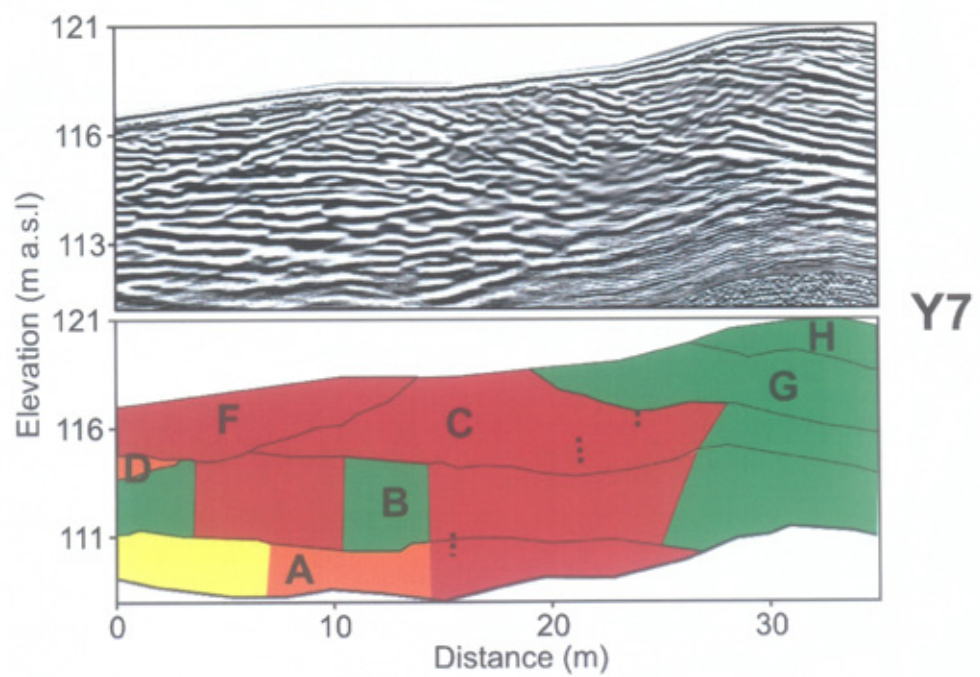 121
116
113
Elevation (m a.s.l)
Y7
121
116
111
H
G
F
C
D
B
A
0 10 20 30
Distance (m)